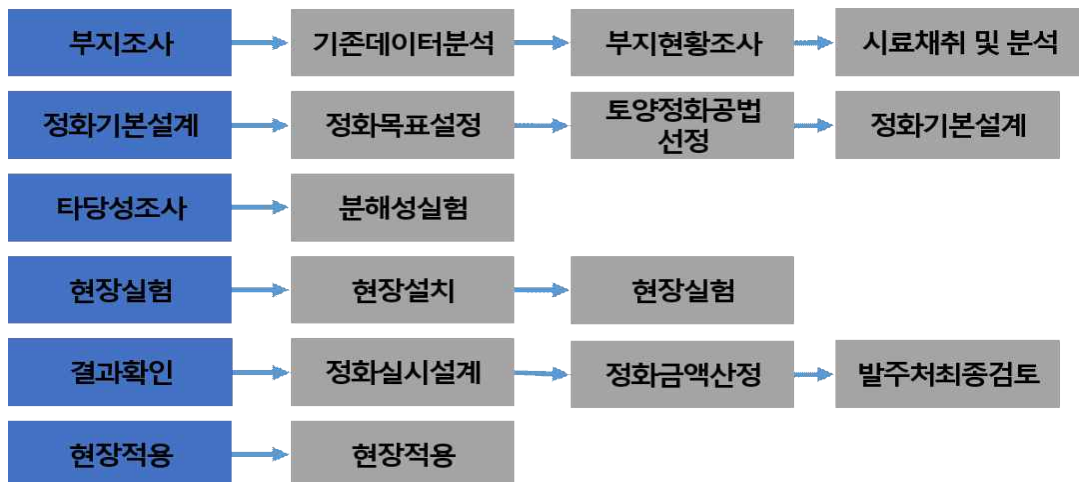 부지조사
기존데이터분석
부지현황조사
시료채취 및 분석
정화기본설계
정화목표설정
토양정화공법
선정
정화기본설계
타당성조사
분해성실험
현장실험
현장설치
현장실험
결과확인
정화실시설계
정화금액산정
발주처최종검토
현장적용
현장적용